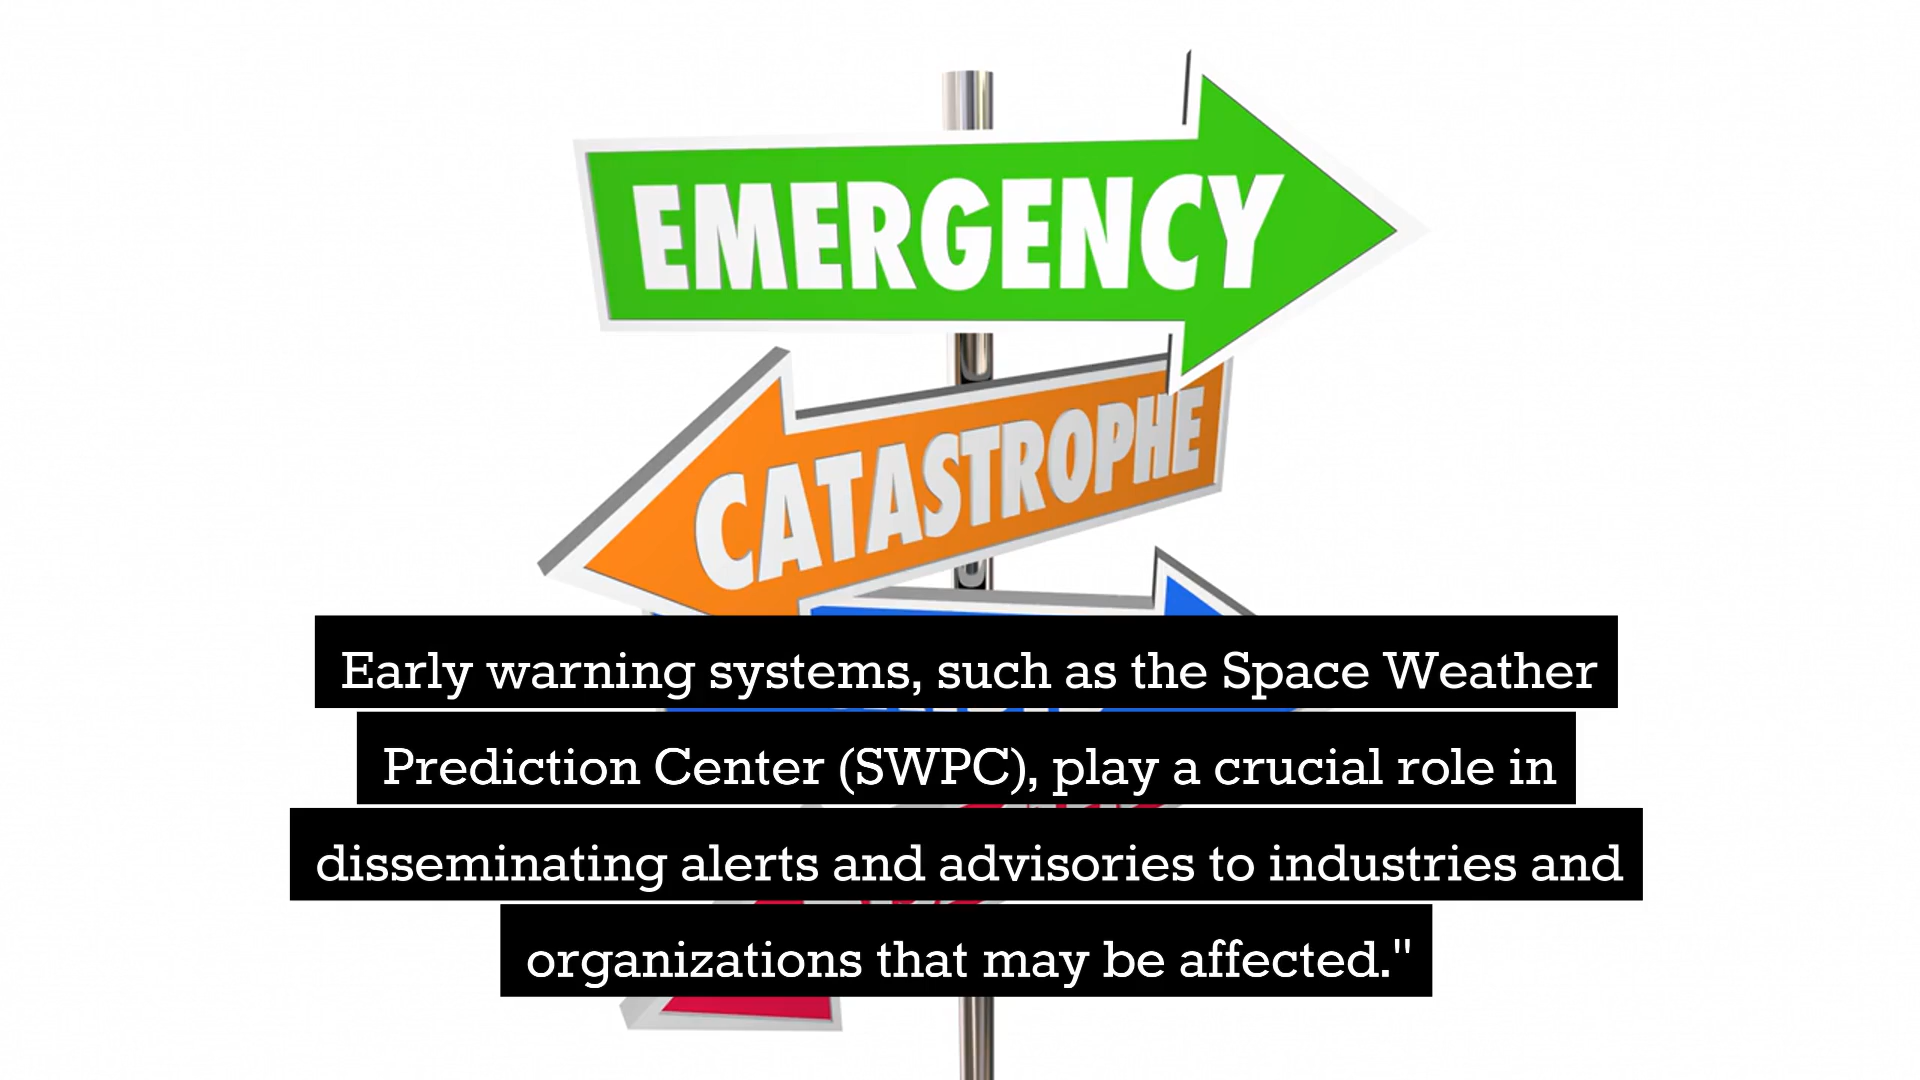 EMERGENCY
CATASTROPHE
Early warning systems, such as the Space Weather
Prediction Center (SWPC), play a crucial role in
disseminating alerts and advisories to industries and
organizations that may be affected."